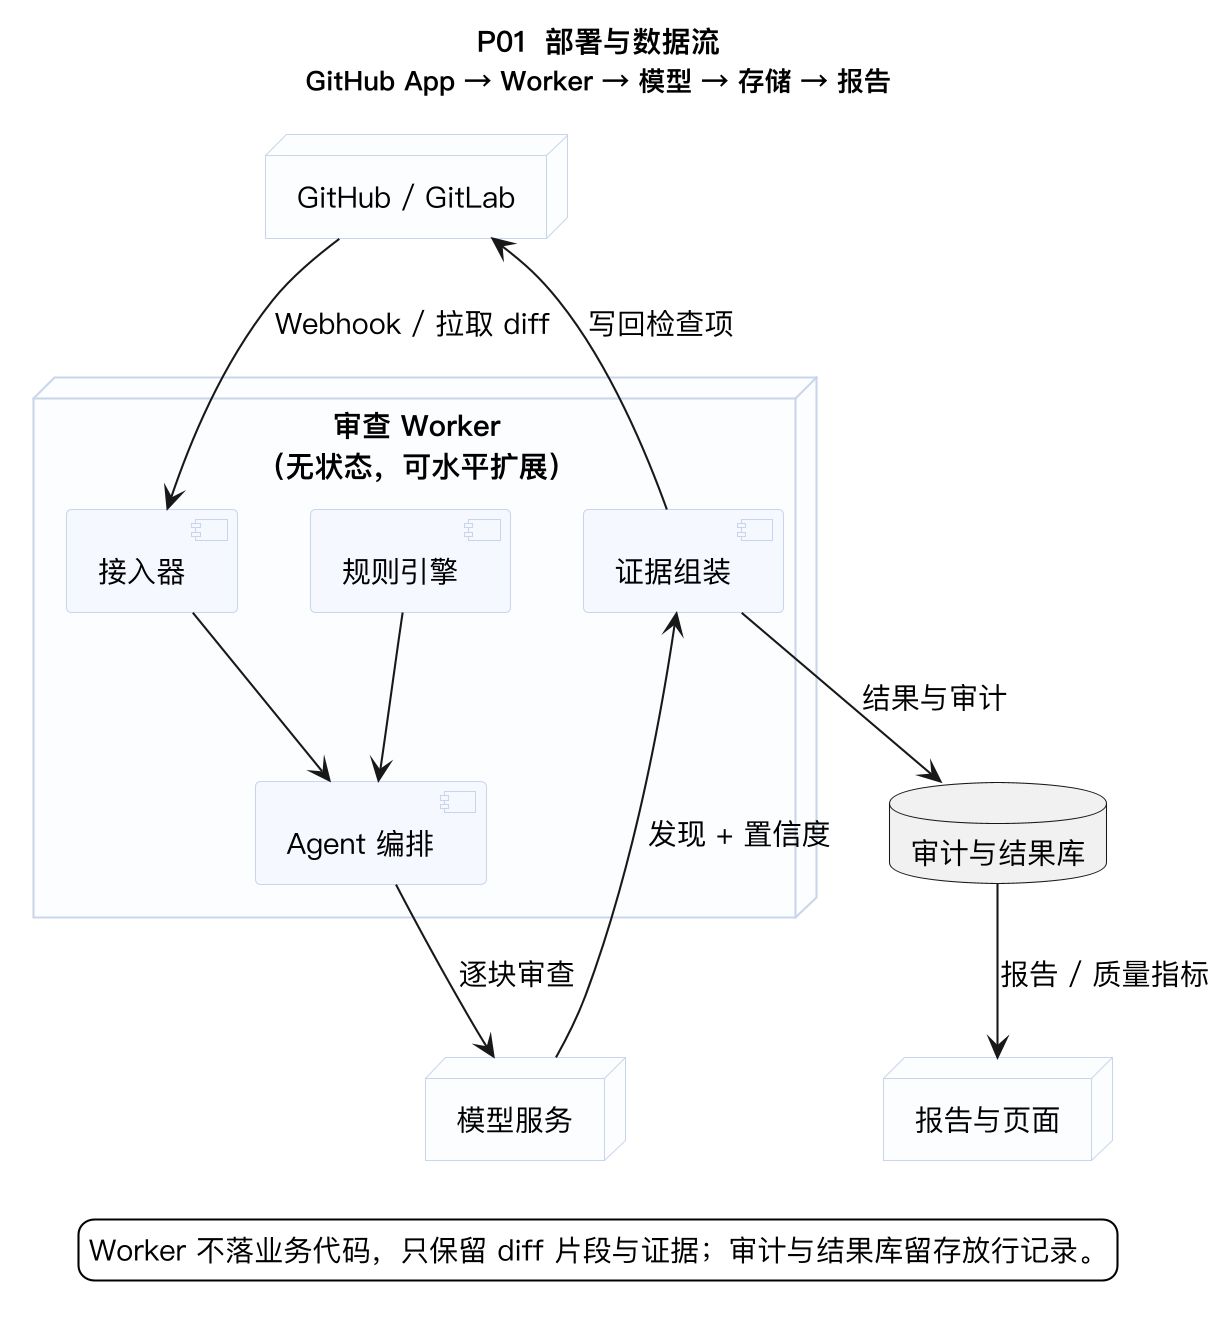 P01 部署与数据流
GitHub App → Worker → 模型 → 存储 → 报告
GitHub / GitLab
Webhook / 拉取 diff
写回检查项
审查 Worker
（无状态，可水平扩展）
接入器
规则引擎
证据组装
结果与审计
Agent 编排
发现 + 置信度
审计与结果库
逐块审查
报告 / 质量指标
模型服务
报告与页面
Worker 不落业务代码，只保留 diff 片段与证据；审计与结果库留存放行记录。